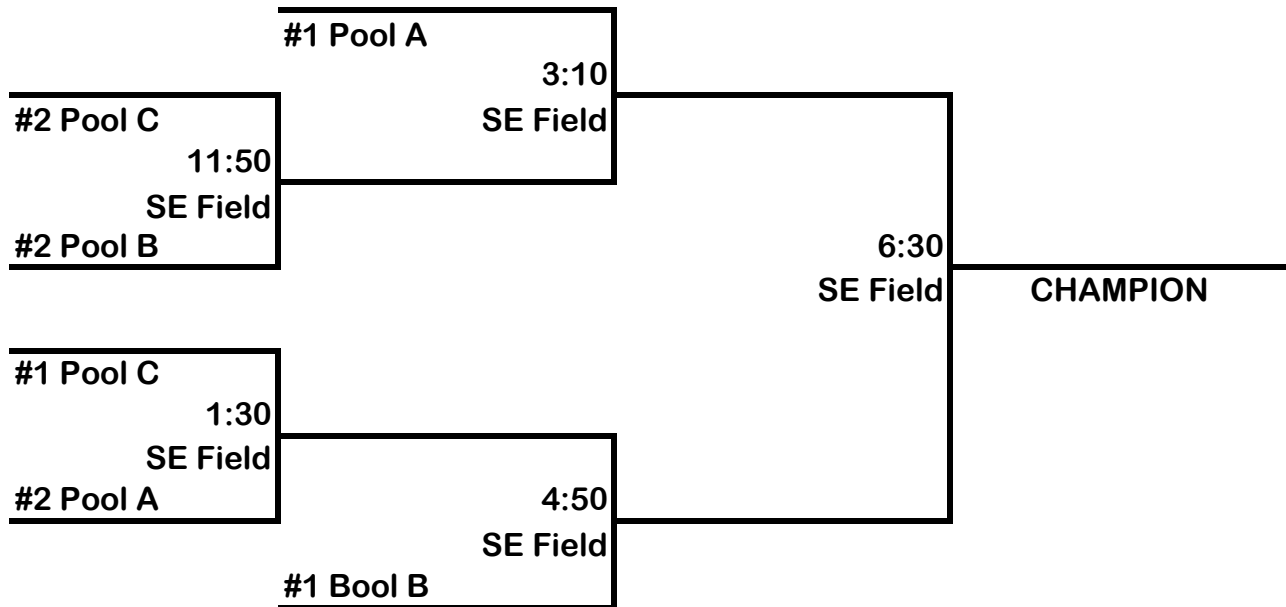 #1 Pool A
3:10
SE Field
#2 Pool C
11:50
SE Field
#2 Pool B
6:30
SE Field
CHAMPION
#1 Pool C
1:30
SE Field
#2 Pool A
4:50
SE Field
#1 Bool B